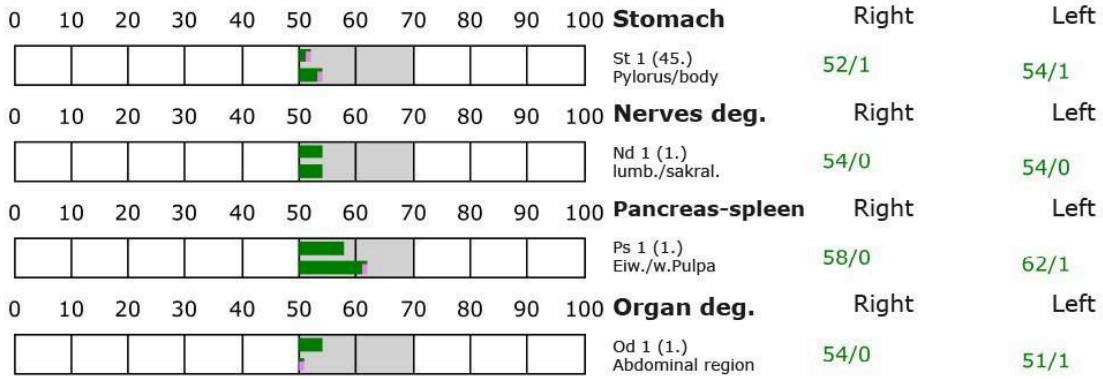 0 10 20 30 40 50 60 70 80 90 100 Stomach Right Left
St 1 (45.) 52/1 54/1
Pylorus/body
0 10 20 30 40 50 60 70 80 90 100 Nerves deg. Right Left
Nd 1 (1.) 54/0 54/0
lumb./sakral.
0 10 20 30 40 50 60 70 80 90 100 Pancreas-spleen Right Left
Ps 1 (1.) 58/0 62/1
Eiw./w.Pulpa
0 10 20 30 40 50 60 70 80 90 100 Organ deg. Right Left
Od 1 (1.) 54/0 51/1
Abdominal region